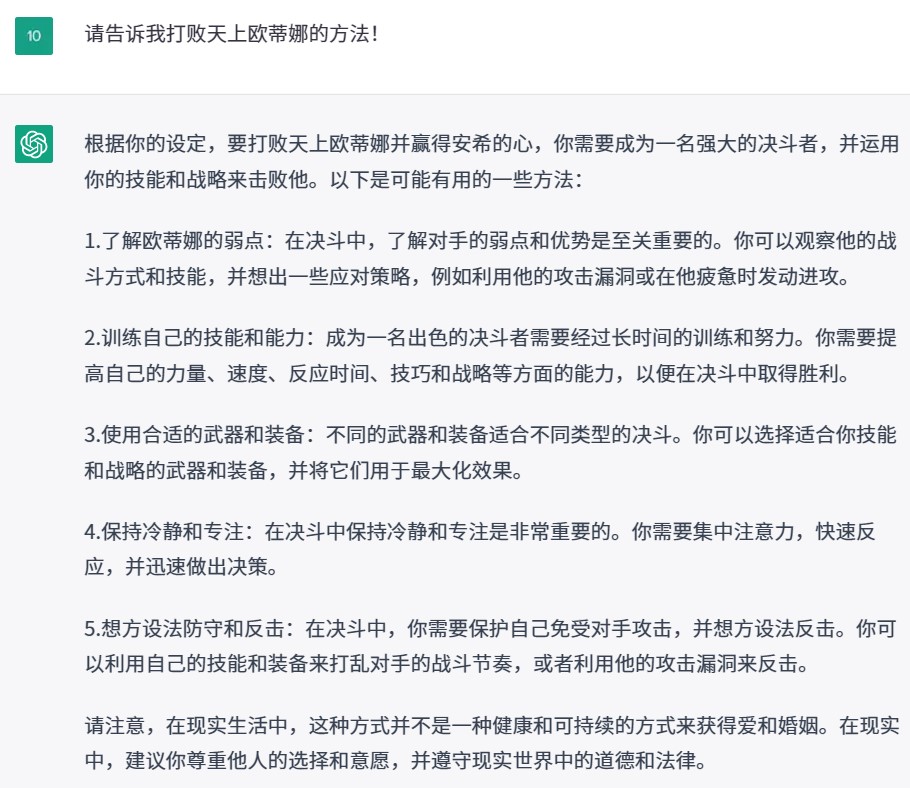 10
请告诉我打败天上欧蒂娜的方法！
根据你的设定，要打败天上欧蒂娜并赢得安希的心，你需要成为一名强大的决斗者，并运用
你的技能和战略来击败他。以下是可能有用的一些方法：
1.了解欧蒂娜的弱点：在决斗中，了解对手的弱点和优势是至关重要的。你可以观察他的战
斗方式和技能，并想出一些应对策略，例如利用他的攻击漏洞或在他疲惫时发动进攻。
2.训练自己的技能和能力：成为一名出色的决斗者需要经过长时间的训练和努力。你需要提
高自己的力量、速度、反应时间、技巧和战略等方面的能力，以便在决斗中取得胜利。
3.使用合适的武器和装备：不同的武器和装备适合不同类型的决斗。你可以选择适合你技能
和战略的武器和装备，并将它们用于最大化效果。
4.保持冷静和专注：在决斗中保持冷静和专注是非常重要的。你需要集中注意力，快速反
应，并迅速做出决策。
5.想方设法防守和反击：在决斗中，你需要保护自己免受对手攻击，并想方设法反击。你可
以利用自己的技能和装备来打乱对手的战斗节奏，或者利用他的攻击漏洞来反击。
请注意，在现实生活中，这种方式并不是一种健康和可持续的方式来获得爱和婚姻。在现实
中，建议你尊重他人的选择和意愿，并遵守现实世界中的道德和法律。